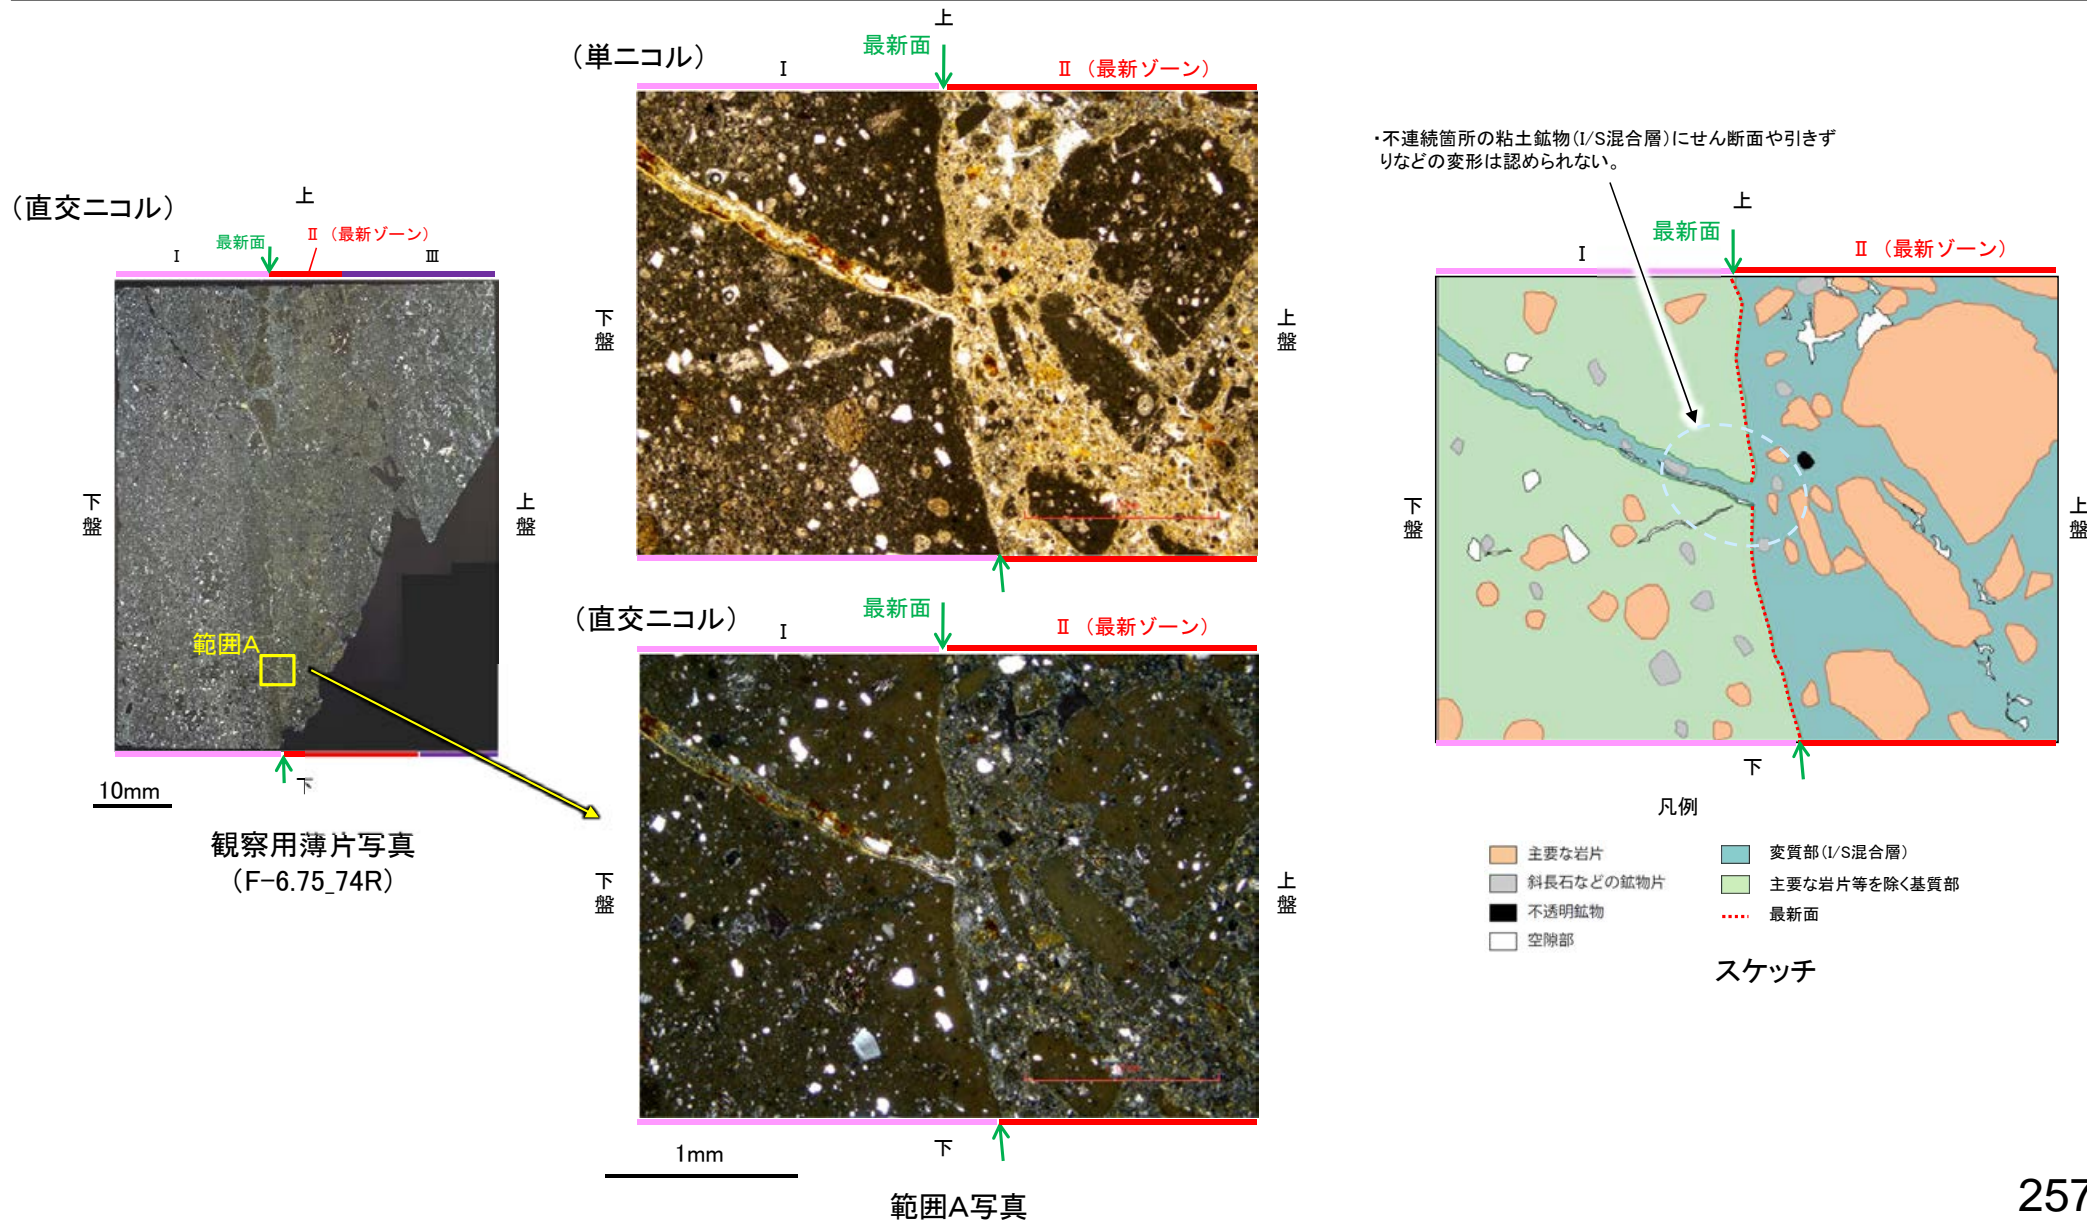 (直交ニコル)
上
最新面
Ⅱ (最新ゾーン)
Ⅰ
Ⅲ
下盤
上盤
範囲A
10mm
下
観察用薄片写真
(F-6.75_74R)
(単ニコル)
上
最新面
Ⅰ
Ⅱ (最新ゾーン)
下盤
上盤
(直交ニコル)
最新面
Ⅰ
Ⅱ (最新ゾーン)
下盤
上盤
下
1mm
範囲A写真
・不連続箇所の粘土鉱物(I/S混合層)にせん断面や引きず
りなどの変形は認められない。
上
最新面
Ⅰ
Ⅱ (最新ゾーン)
下盤
上盤
下
凡例
主要な岩片
斜長石などの鉱物片
不透明鉱物
空隙部
変質部(I/S混合層)
主要な岩片等を除く基質部
最新面
スケッチ
257